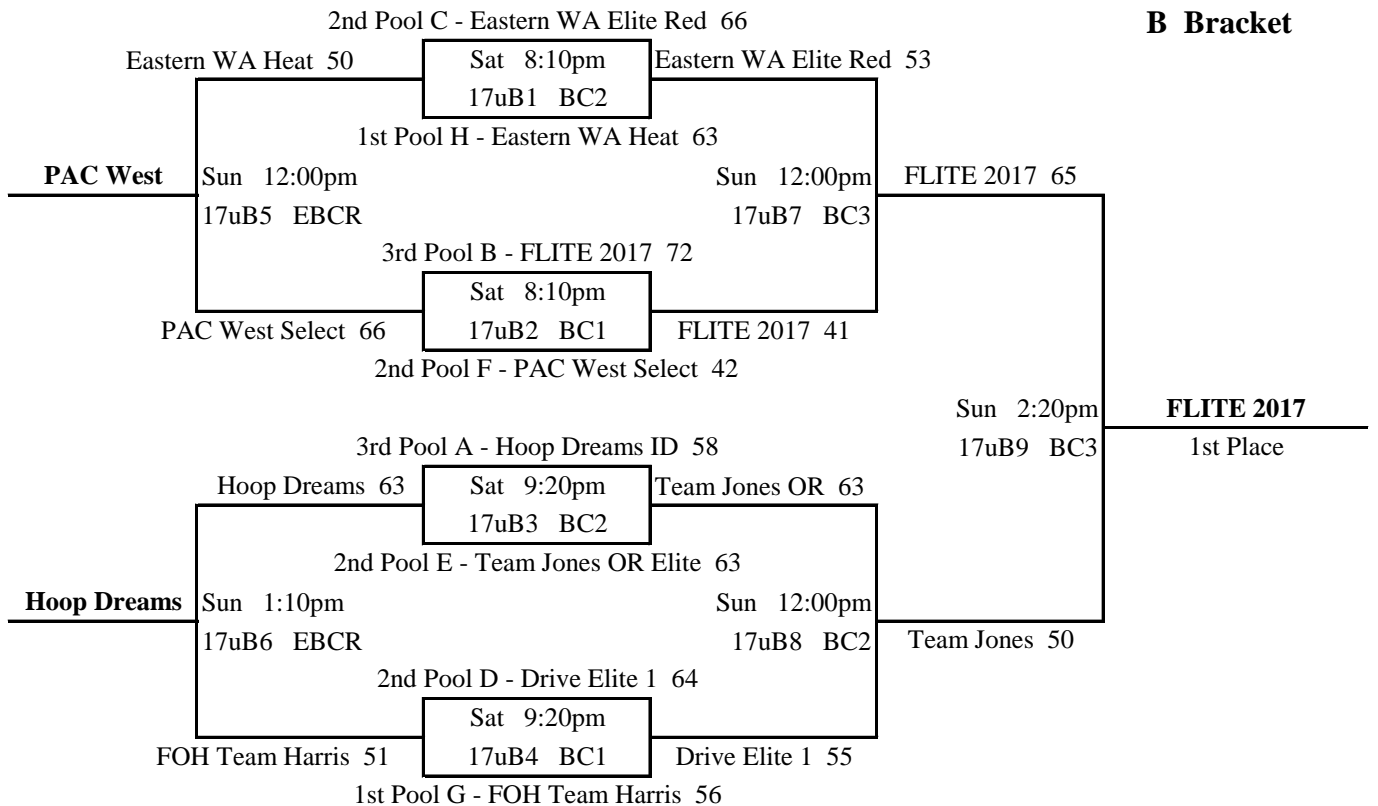 2nd Pool C - Eastern WA Elite Red 66
B Bracket
Eastern WA Heat 50
Sat 8:10pm
Eastern WA Elite Red 53
17uB1 BC2
1st Pool H - Eastern WA Heat 63
PAC West
Sun 12:00pm
Sun 12:00pm
FLITE 2017 65
17uB5 EBCR
17uB7 BC3
3rd Pool B - FLITE 2017 72
Sat 8:10pm
PAC West Select 66
17uB2 BC1
FLITE 2017 41
2nd Pool F - PAC West Select 42
Sun 2:20pm
FLITE 2017
3rd Pool A - Hoop Dreams ID 58
17uB9 BC3
1st Place
Hoop Dreams 63
Sat 9:20pm
Team Jones OR 63
17uB3 BC2
2nd Pool E - Team Jones OR Elite 63
Hoop Dreams
Sun 1:10pm
Sun 12:00pm
17uB6 EBCR
17uB8 BC2
Team Jones 50
2nd Pool D - Drive Elite 1 64
Sat 9:20pm
FOH Team Harris 51
17uB4 BC1
Drive Elite 1 55
1st Pool G - FOH Team Harris 56